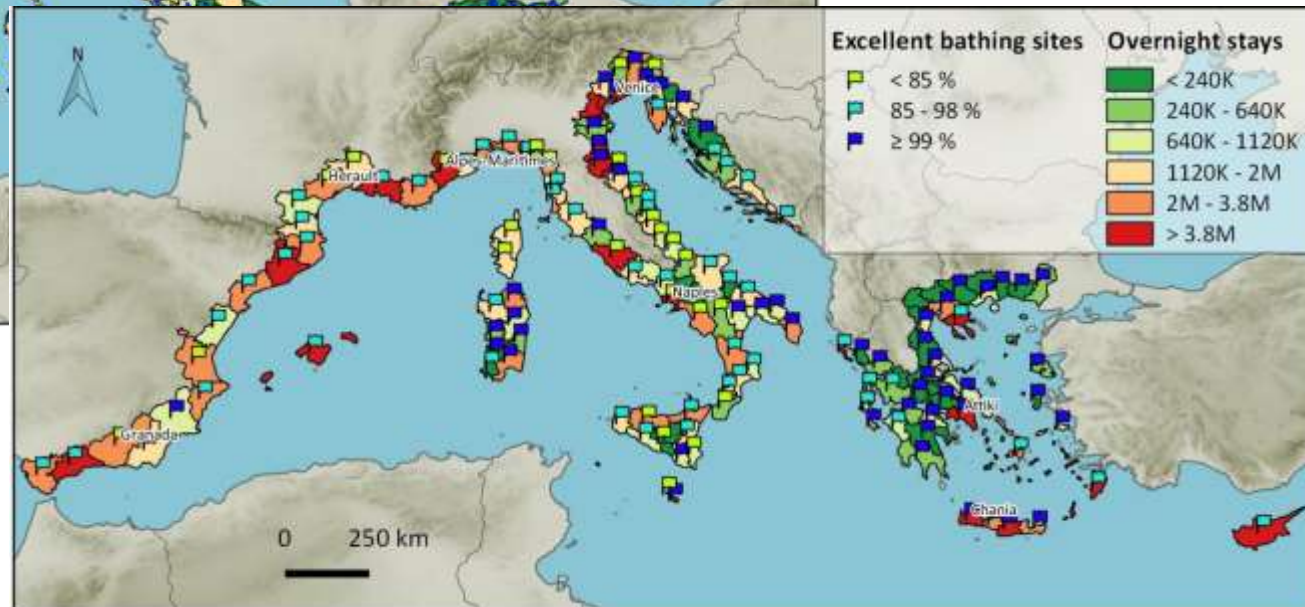 N
Excellent bathing sites
< 85 %
85 - 98 %
≥ 99 %
Overnight stays
< 240K
240K - 640K
640K - 1120K
1120K - 2M
2M - 3.8M
> 3.8M
Venice
Alpes-Maritimes
Herault
Naples
Granada
Attiki
Chania
0 250 km